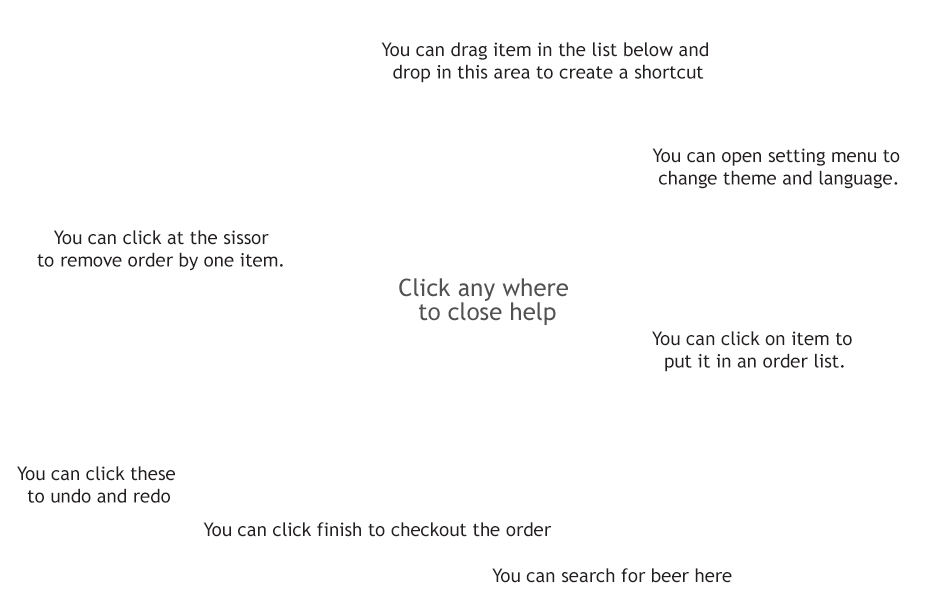 You can drag item in the list below and
drop in this area to create a shortcut
You can open setting menu to
change theme and language.
You can click at the sissor
to remove order by one item.
Click any where
to close help
You can click on item to
put it in an order list.
You can click these
to undo and redo
You can click finish to checkout the order
You can search for beer here